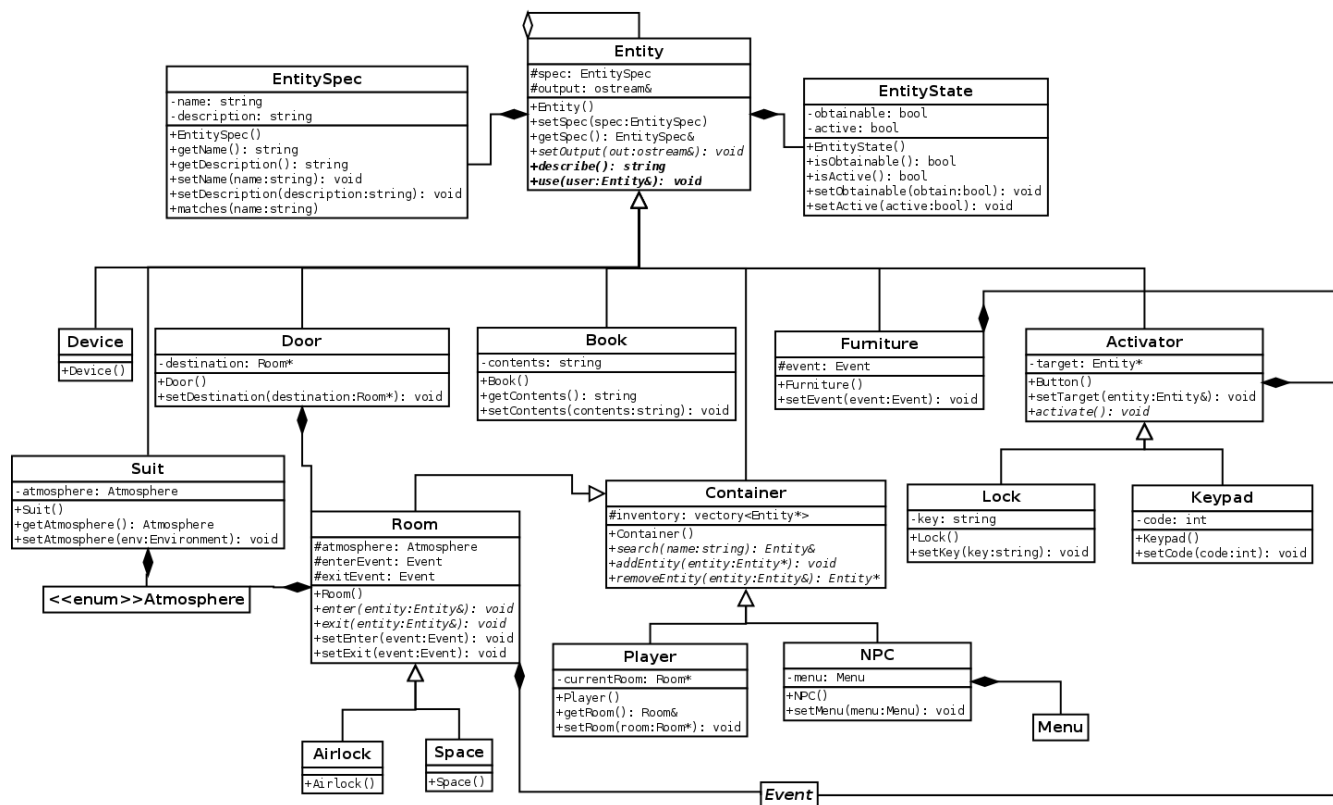 Entity
#spec: EntitySpec
#output: ostream&
+Entity()
+setSpec(spec:EntitySpec)
+getSpec(): EntitySpec&
+setOutput(out:ostream&): void
+describe(): string
+use(user:Entity&): void
EntitySpec
-name: string
-description: string
+EntitySpec()
+getName(): string
+getDescription(): string
+setName(name:string): void
+setDescription(description:string): void
+matches(name:string)
EntityState
-obtainable: bool
-active: bool
+EntityState()
+isObtainable(): bool
+isActive(): bool
+setObtainable(obtain:bool): void
+setActive(active:bool): void
Device
+Device()
Door
-destination: Room*
+Door()
+setDestination(destination:Room*): void
Book
-contents: string
+Book()
+getContents(): string
+setContents(contents:string): void
Furniture
#event: Event
+Furniture()
+setEvent(event:Event): void
Activator
-target: Entity*
+Button()
+setTarget(entity:Entity&): void
+activate(): void
Suit
-atmosphere: Atmosphere
+Suit()
+getAtmosphere(): Atmosphere
+setAtmosphere(env:Environment): void
<<enum>>Atmosphere
Room
#atmosphere: Atmosphere
#enterEvent: Event
#exitEvent: Event
+Room()
+enter(entity:Entity&): void
+exit(entity:Entity&): void
+setEnter(event:Event): void
+setExit(event:Event): void
Container
#inventory: vectory<Entity*>
+Container()
+search(name:string): Entity&
+addEntity(entity:Entity*): void
+removeEntity(entity:Entity&): Entity*
Lock
-key: string
+Lock()
+setKey(key:string): void
Keypad
-code: int
+Keypad()
+setCode(code:int): void
Player
-currentRoom: Room*
+Player()
+getRoom(): Room&
+setRoom(room:Room*): void
NPC
-menu: Menu
+NPC()
+setMenu(menu:Menu): void
Menu
Airlock
+Airlock()
Space
+Space()
Event